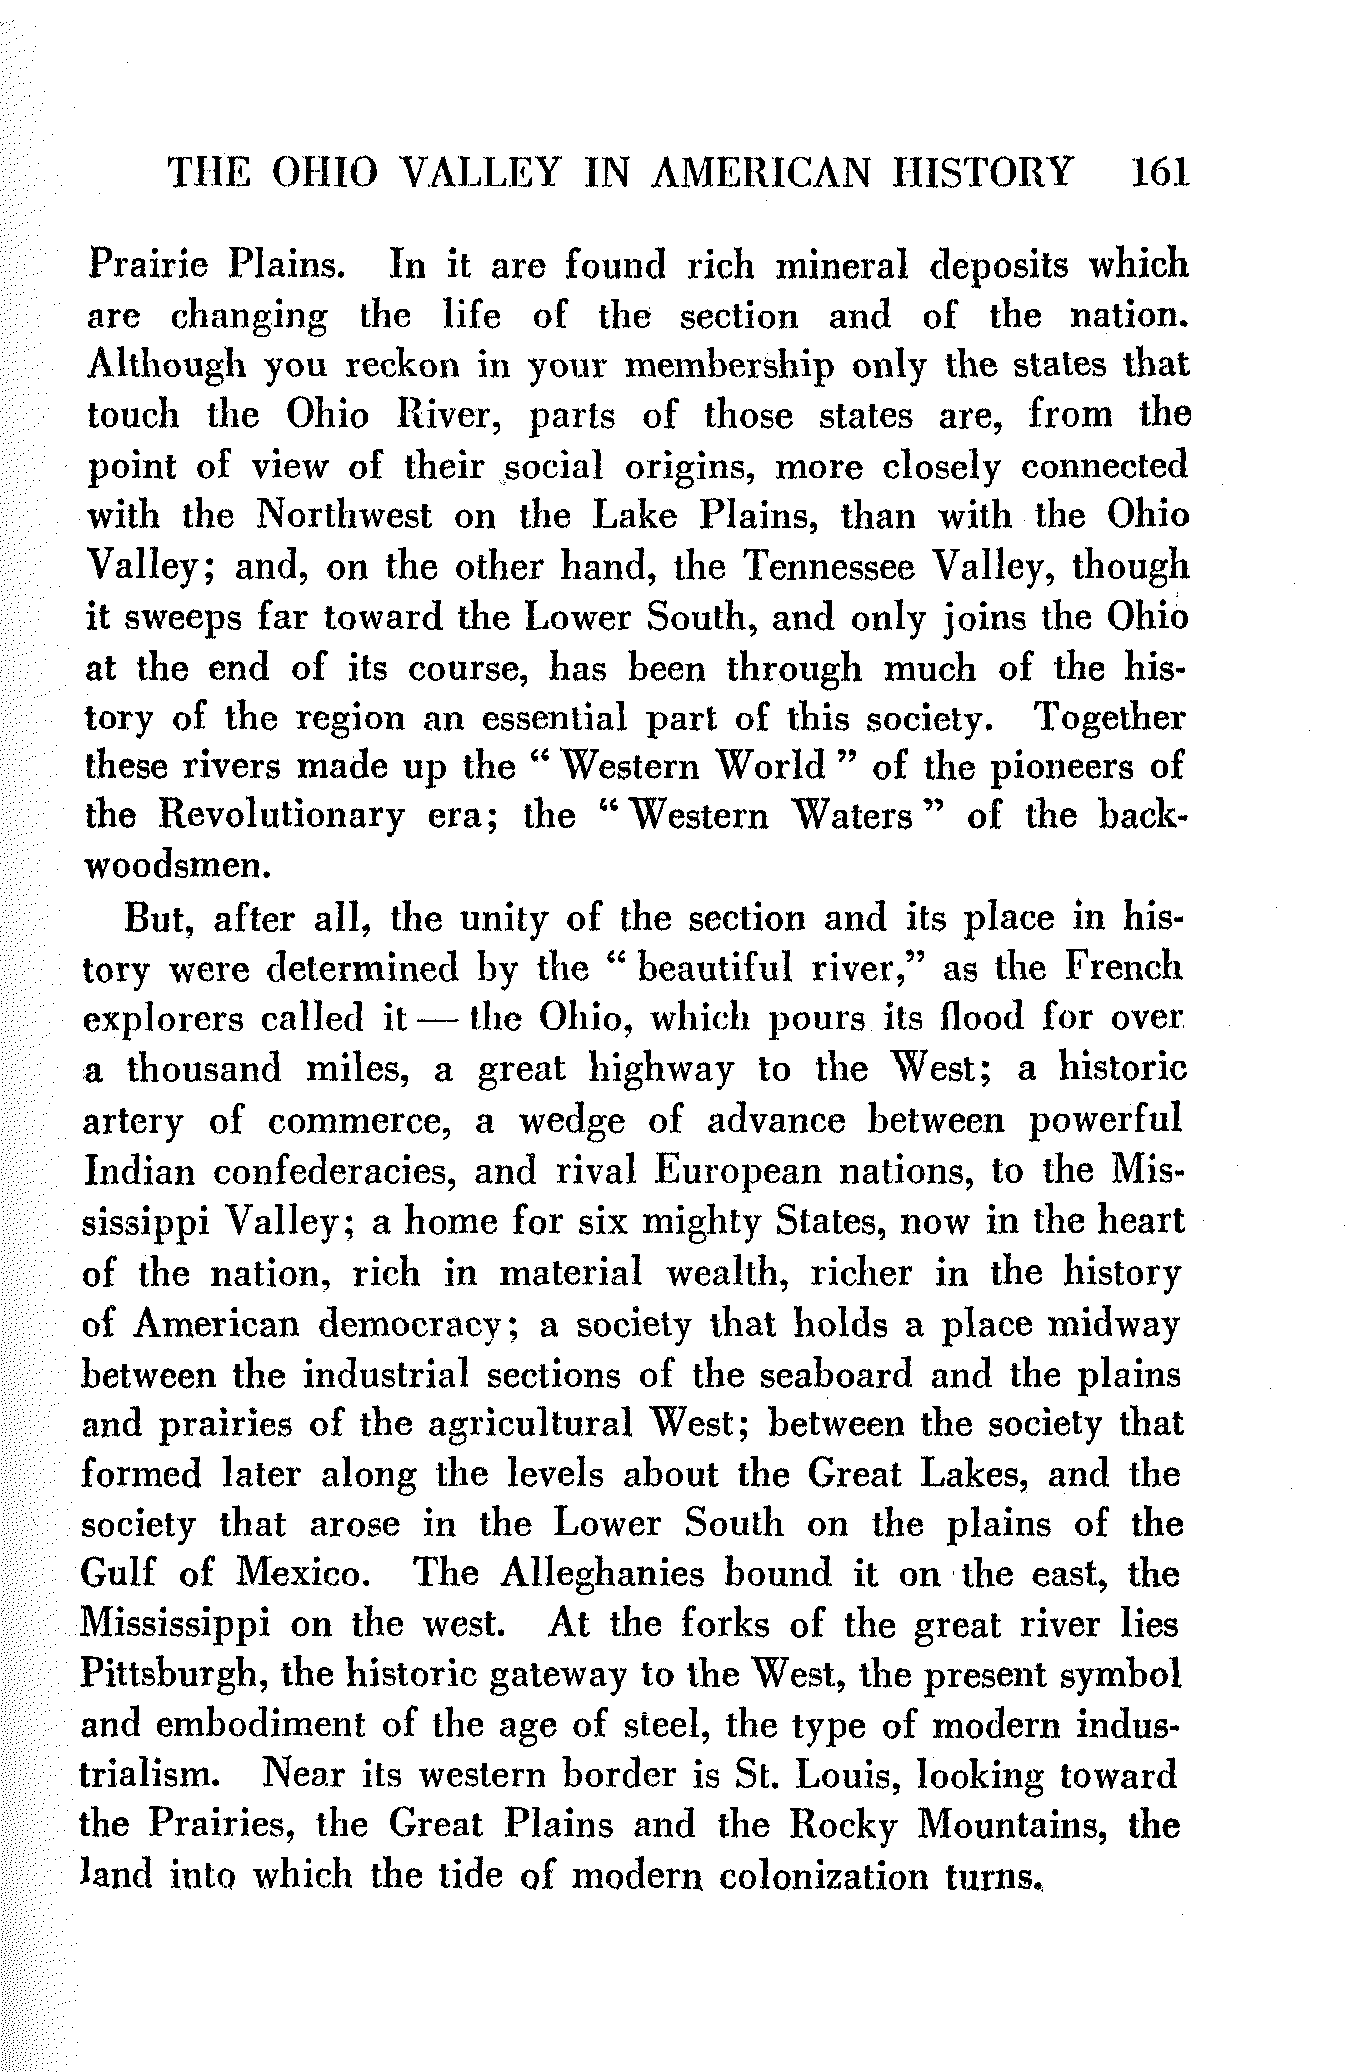 THE OHIO VALLEY IN AMERICAN HISTORY 161
Prairie Plains. In it are found rich mineral deposits which
are changing the life of the section and of the nation.
Although you reckon in your membership only the states that
touch the Ohio River, parts of those states are, from the
point of view of their social origins, more closely connected
with the Northwest on the Lake Plains, than with the Ohio
Valley; and, on the other hand, the Tennessee Valley, though
it sweeps far toward the Lower South, and only joins the Ohio
at the end of its course, has been through much of the his-
tory of the region an essential part of this society. Together
these rivers made up the “ Western World ” of the pioneers of
the Revolutionary era; the “ Western Waters ” of the back-
woodsmen.
But, after all, the unity of the section and its place in his-
tory were determined by the “ beautiful river,” as the French
explorers called it — the Ohio, which pours its flood for over
a thousand miles, a great highway to the West; a historic
artery of commerce, a wedge of advance between powerful
Indian confederacies, and rival European nations, to the Mis-
sissippi Valley; a home for six mighty States, now in the heart
of the nation, rich in material wealth, richer in the history
of American democracy; a society that holds a place midway
between the industrial sections of the seaboard and the plains
and prairies of the agricultural West; between the society that
formed later along the levels about the Great Lakes, and the
society that arose in the Lower South on the plains of the
Gulf of Mexico. The Alleghanies bound it on the east, the
Mississippi on the west. At the forks of the great river lies
Pittsburgh, the historic gateway to the West, the present symbol
and embodiment of the age of steel, the type of modern indus-
trialism. Near its western border is St. Louis, looking toward
the Prairies, the Great Plains and the Rocky Mountains, the
land into which the tide of modern colonization turns.